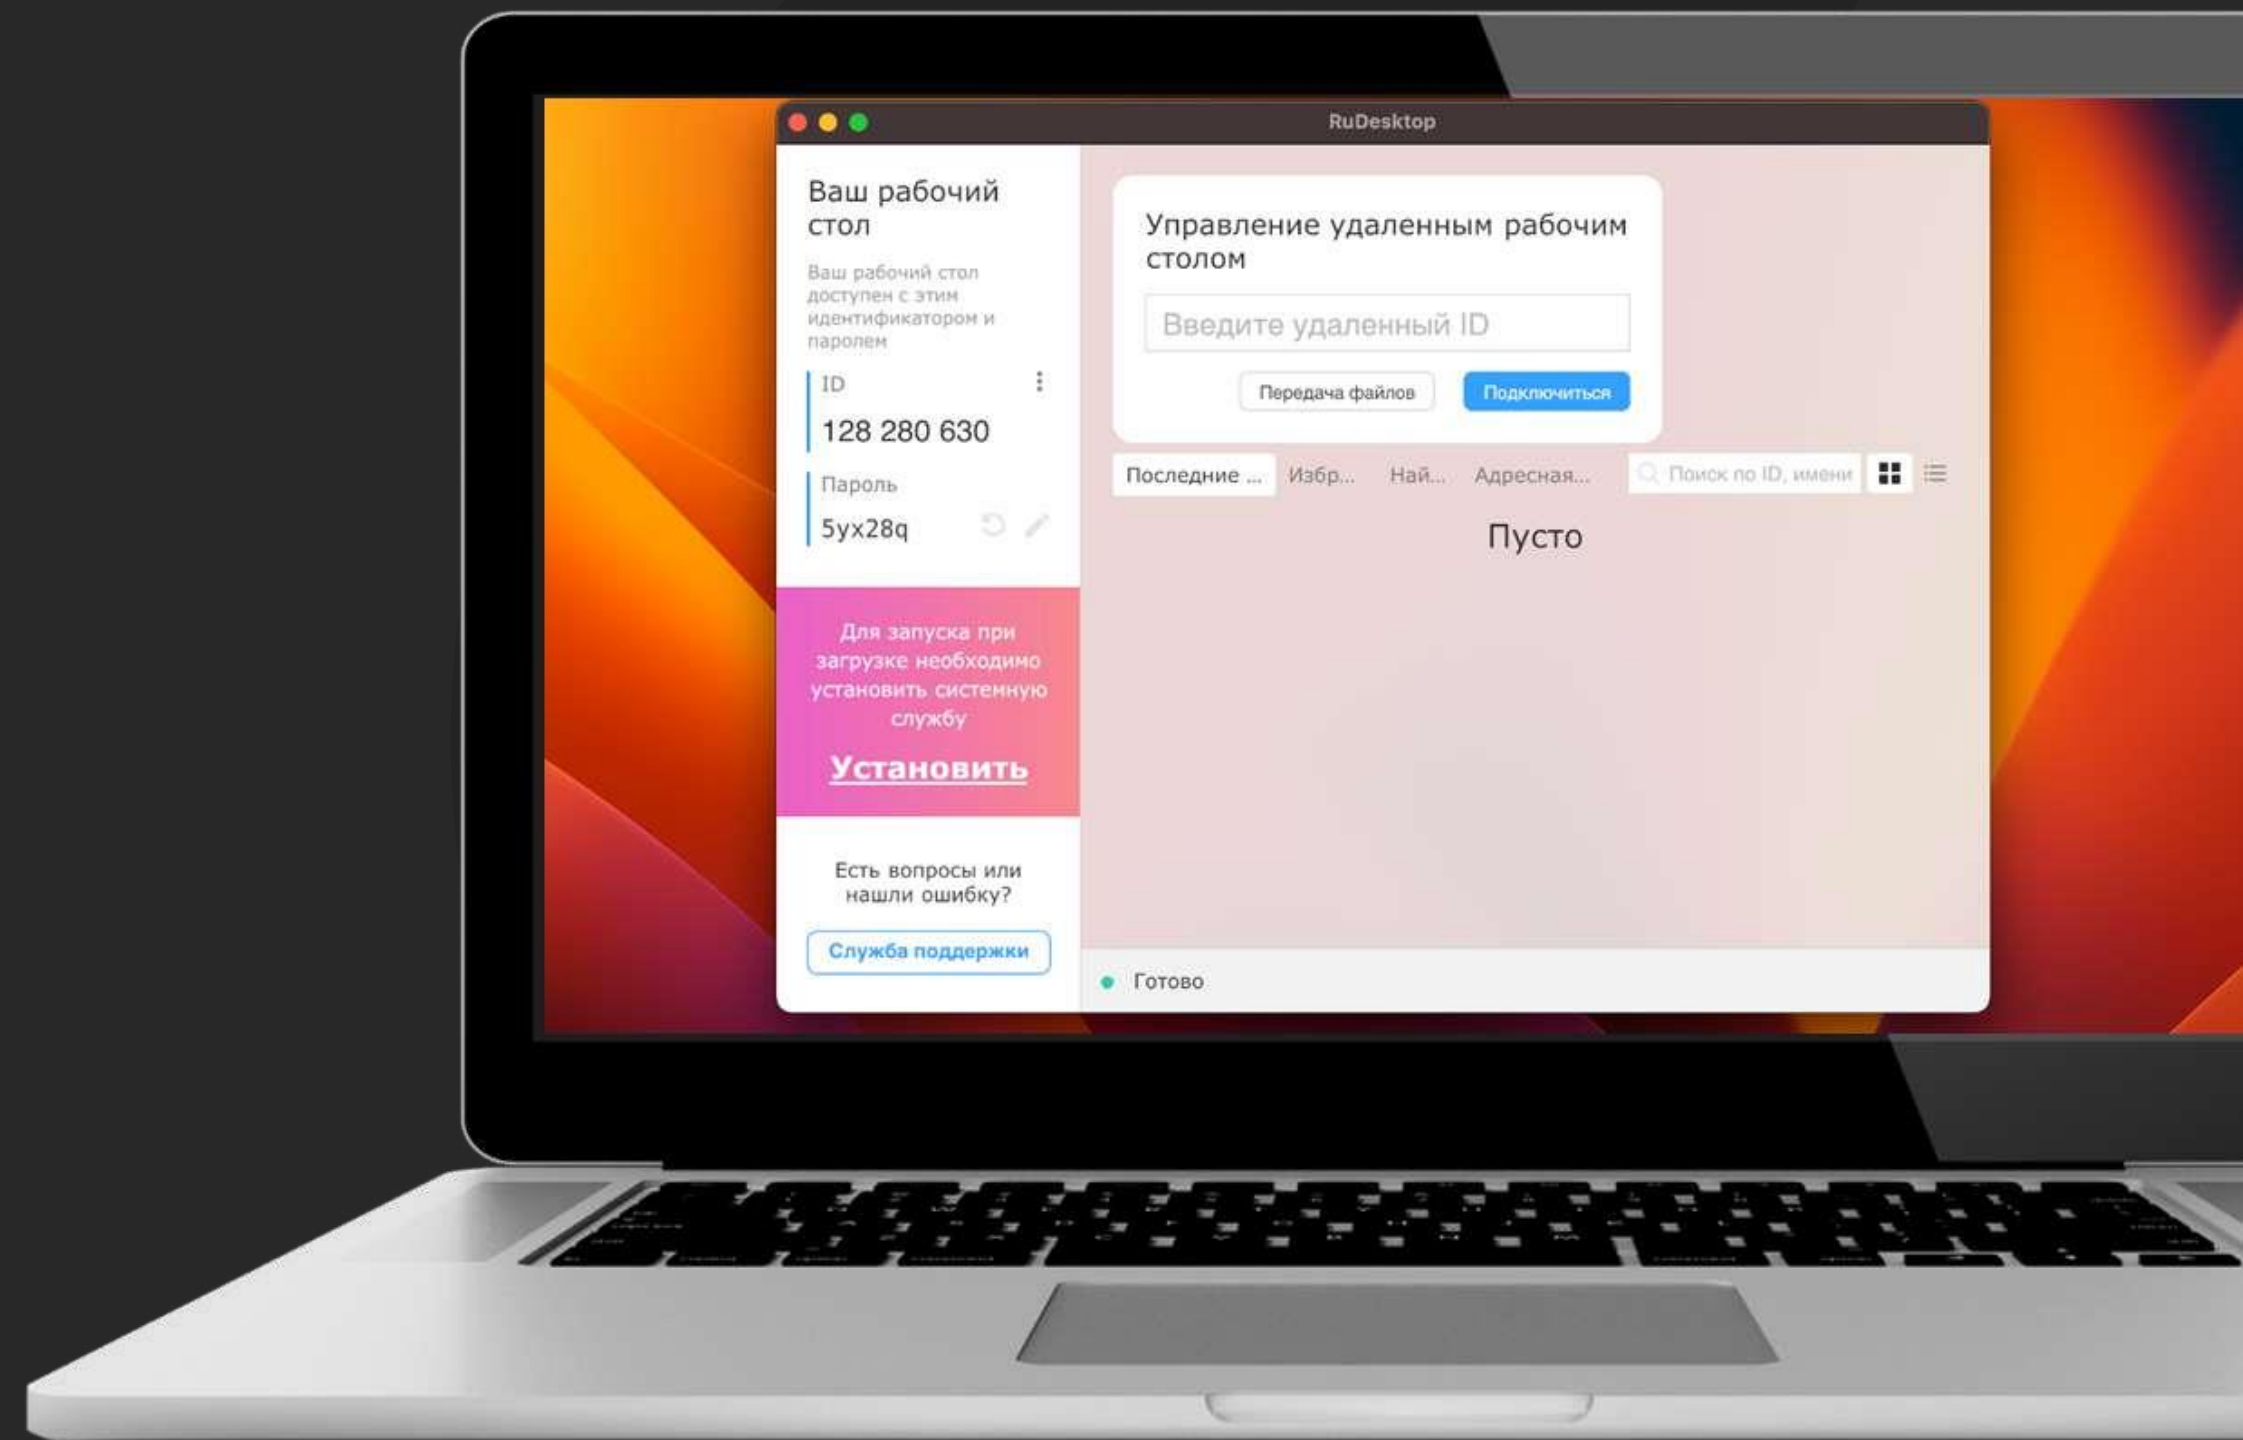 RuDesktop
Ваш рабочий
стол
Ваш рабочий стол
доступен с этим
идентификатором и
паролем
ID
128 280 630
Пароль
5yx28q
Для запуска при
загрузке необходимо
установить системную
службу
Установить
Есть вопросы или
нашли ошибку?
Служба поддержки
Управление удаленным рабочим
столом
Введите удаленный ID
Передача файлов Подключиться
Последние ... Избр... Най... Адресная... Поиск по ID, имени
Пусто
Готово